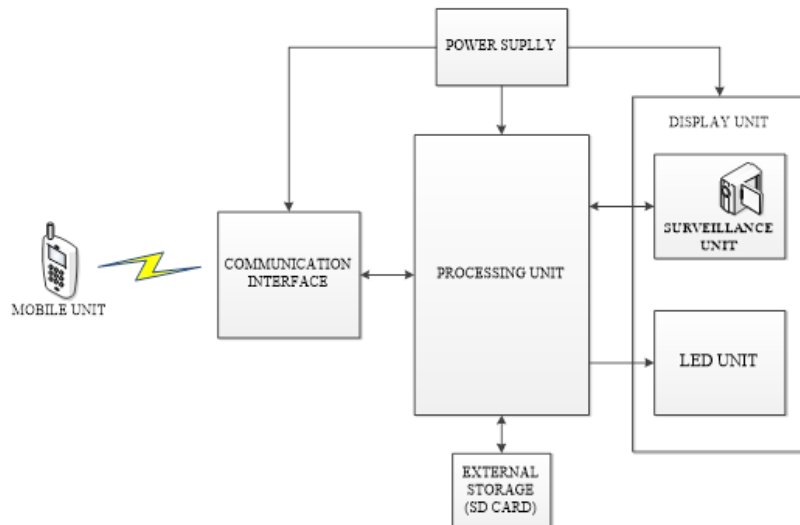 POWER SUPLLY
DISPLAY UNIT
SURVEILLANCE
UNIT
COMMUNICATION
INTERFACE
PROCESSING UNIT
MOBILE UNIT
LED UNIT
EXTERNAL
STORAGE
(SD CARD)